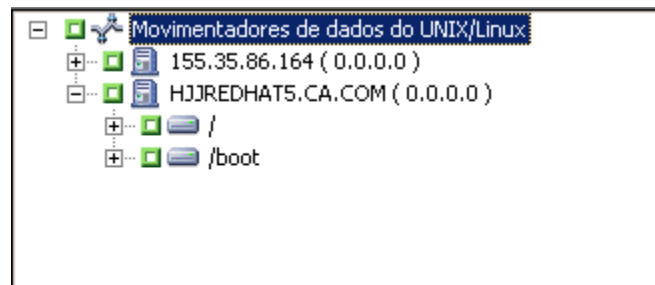 Movimentadores de dados do UNIX/Linux
155.35.86.164 ( 0.0.0.0 )
HJJREDHAT5.CA.COM ( 0.0.0.0 )
/
/boot